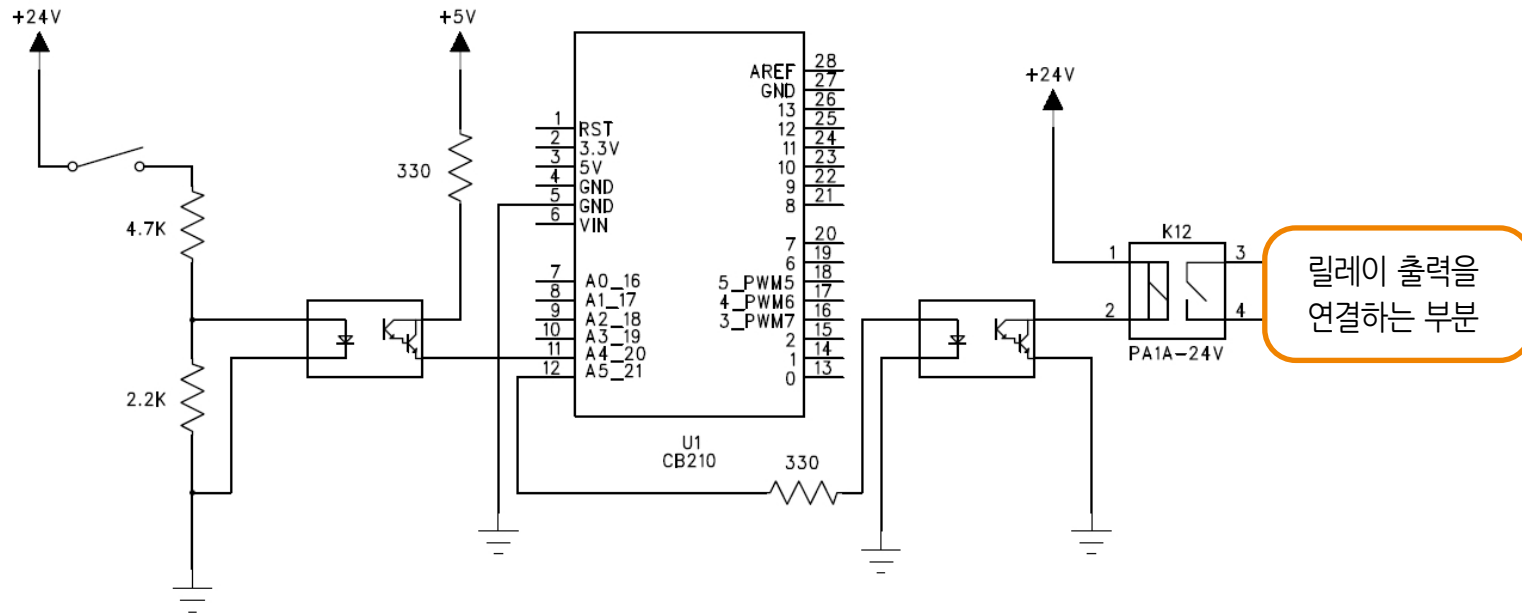 +24V
+5V
4.7K
2.2K
330
1
2
3
4
5
6
RST
3.3V
5V
GND
GND
VIN
7
8
9
10
11
12
A0_16
A1_17
A2_18
A3_19
A4_20
A5_21
AREF
GND
13
12
11
10
9
8
28
27
26
25
24
23
22
21
7
6
5_PWM5
4_PWM6
3_PWM7
2
1
0
20
19
18
17
16
15
14
13
U1
CB210
330
+24V
K12
1
2
3
4
PA1A-24V
릴레이 출력을
연결하는 부분